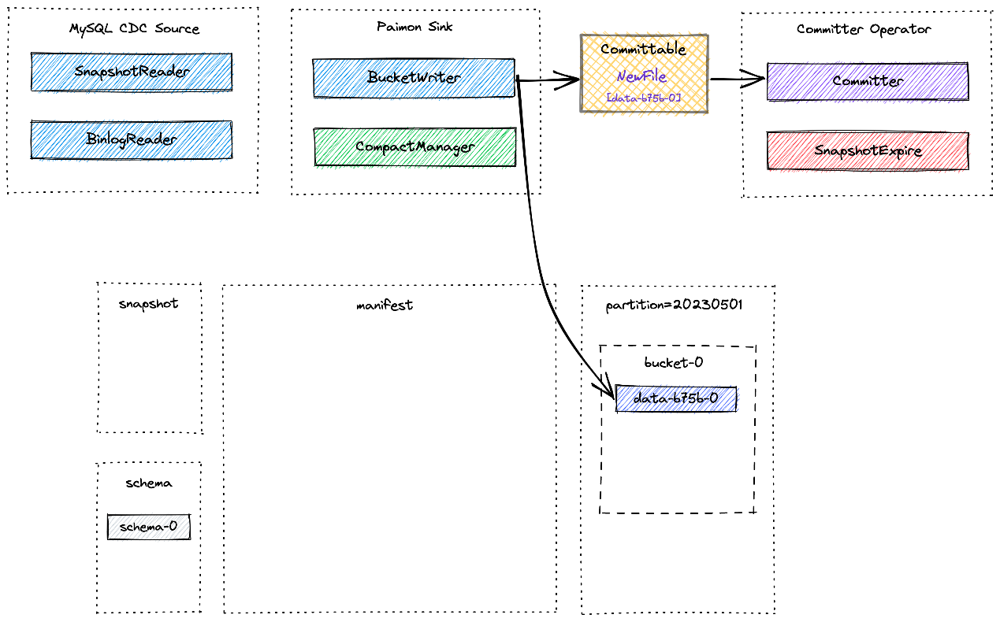 MySQL CDC Source
SnapshotReader
BinlogReader
Paimon Sink
BucketWriter
CompactManager
Committable
NewFile
[data-b75b-0]
Committer Operator
Committer
SnapshotExpire
snapshot
schema
schema-0
manifest
partition=20230501
bucket-0
data-b75b-0